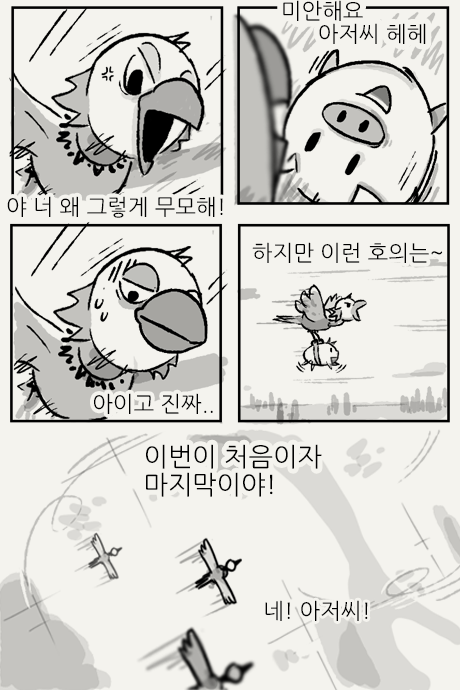 야 너 왜 그렇게 무모해!
미안해요
아저씨 헤헤
아이고 진짜..
하지만 이런 호의는~
이번이 처음이자
마지막이야!
네! 아저씨!